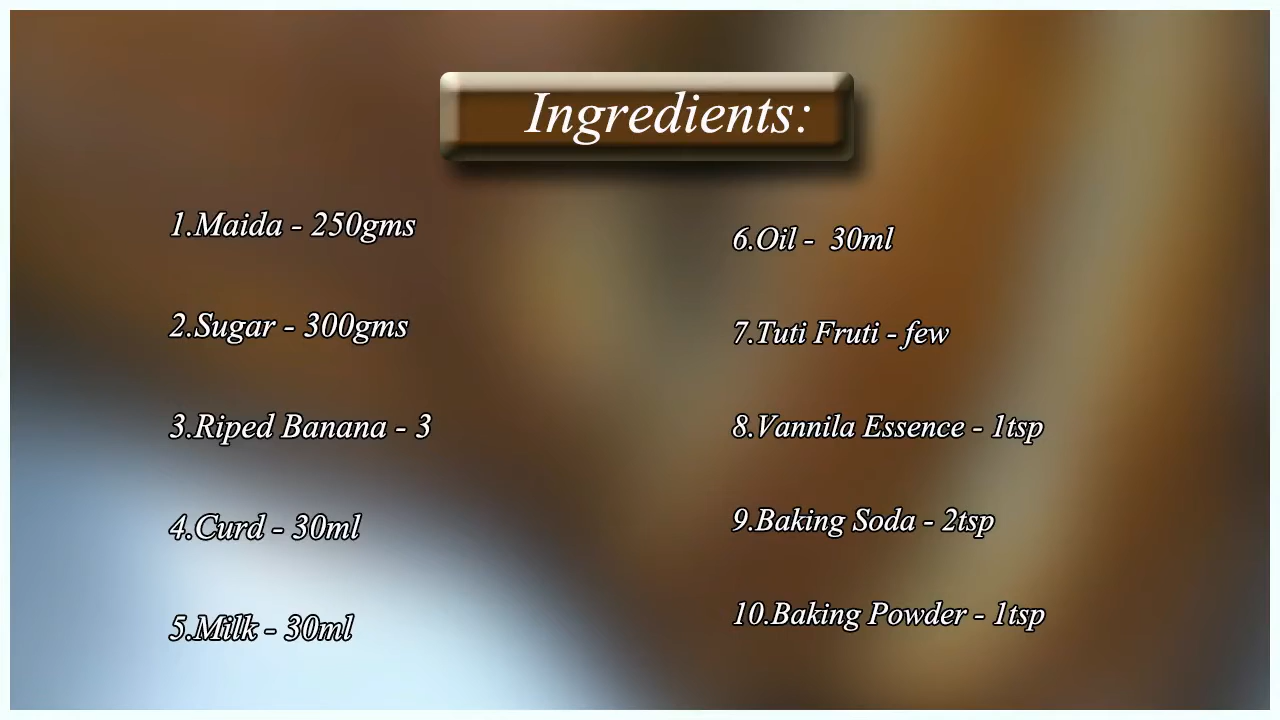 Ingredients:
1.Maida - 250gms
2.Sugar - 300gms
3.Riped Banana - 3
4.Curd - 30ml
5.Milk - 30ml
6.Oil -  30ml
7.Tuti Fruti - few
8.Vannila Essence - 1tsp
9.Baking Soda - 2tsp
10.Baking Powder - 1tsp